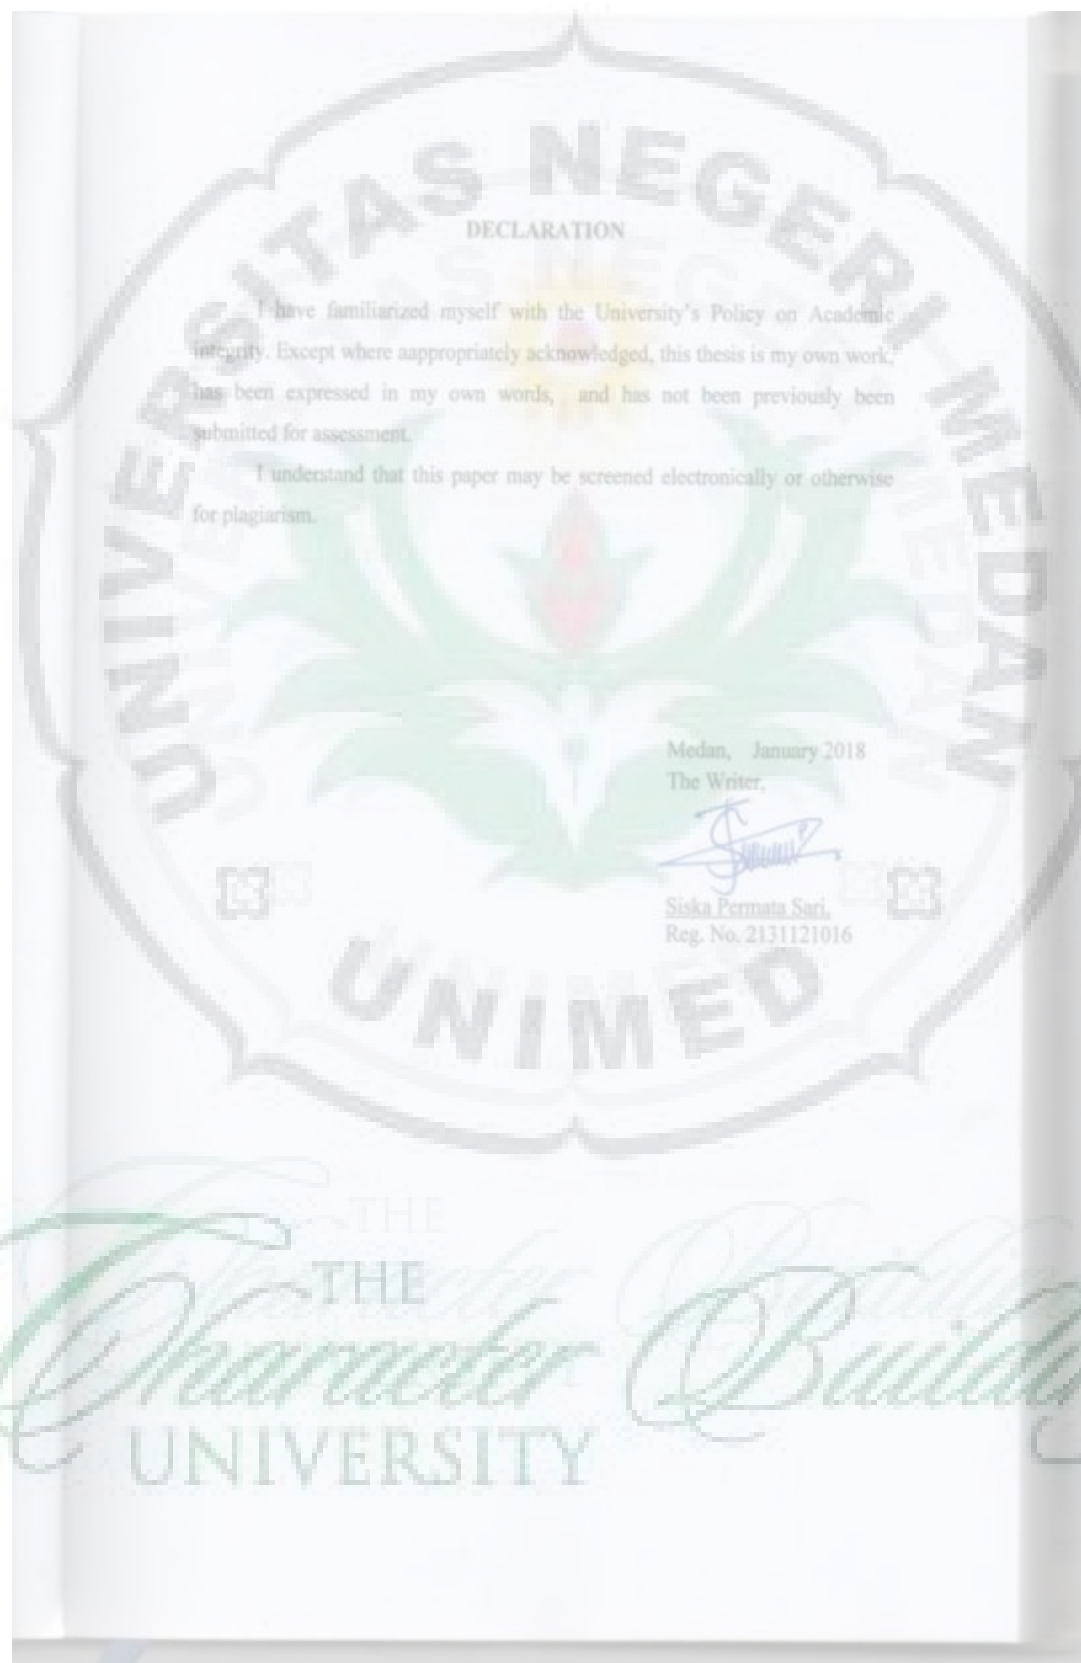 UNIVERSITAS NEGERI MEDAN
DECLARATION
I have familiarized myself with the University's Policy on Academic
integrity. Except where aappropriately acknowledged, this thesis is my own work,
has been expressed in my own words, and has not been previously been
submitted for assessment.
I understand that this paper may be screened electronically or otherwise
for plagiarism.
Medan, January 2018
The Writer,
Siska Permata Sari,
Reg. No. 2131121016
UNIMED
THE
THE
Character Building
UNIVERSITY